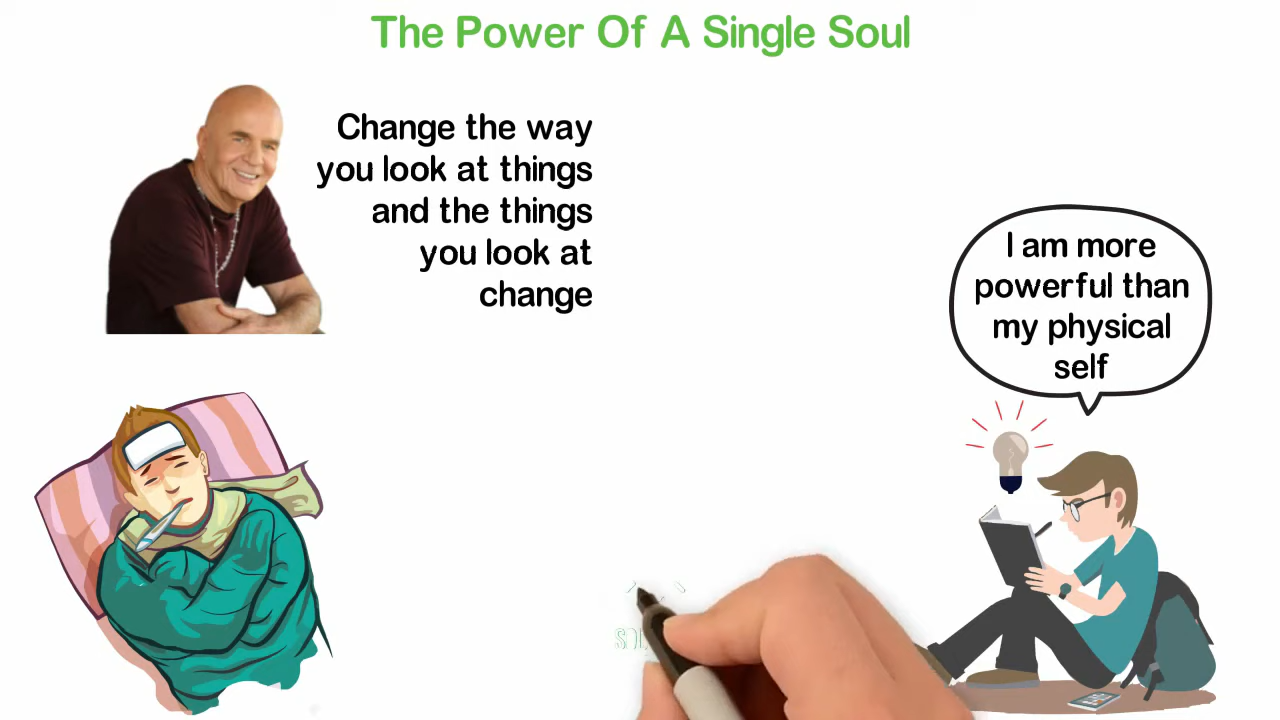 The Power Of A Single Soul
Change the way
you look at things
and the things
you look at
change
I am more
powerful than
my physical
self